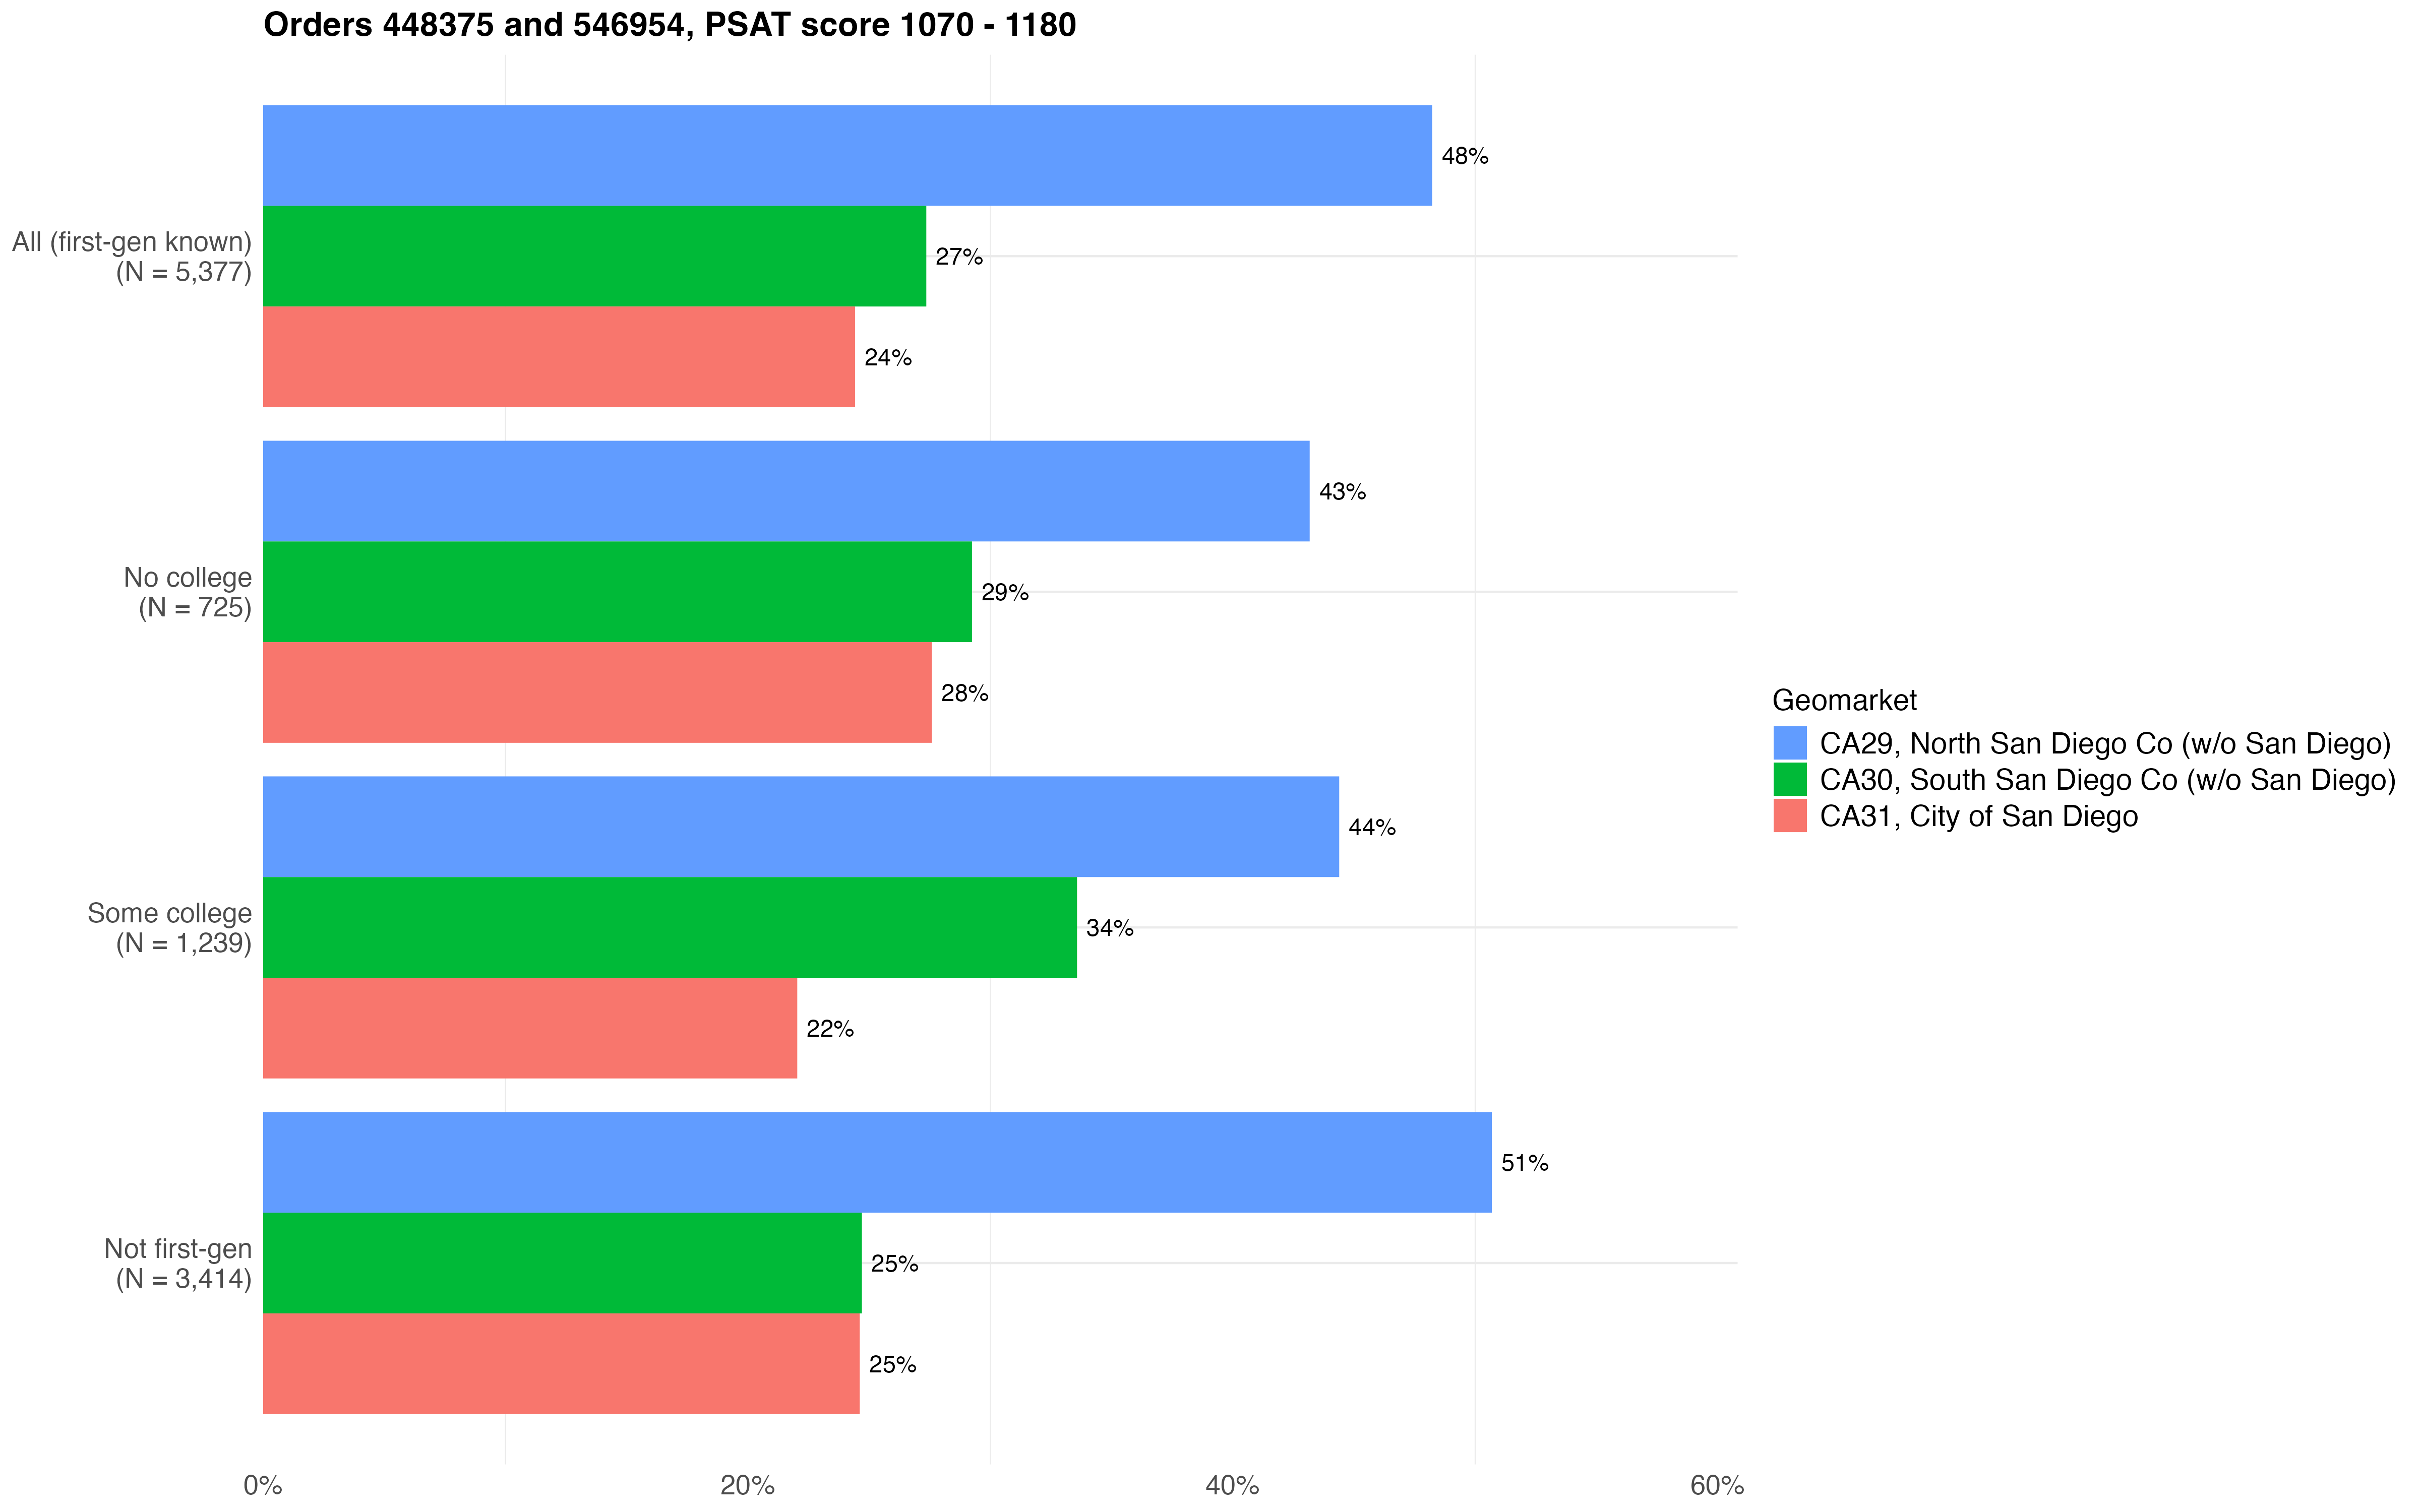 Orders 448375 and 546954, PSAT score 1070 - 1180
All (first-gen known)
(N = 5,377)
48%
27%
24%
No college
(N = 725)
43%
29%
28%
Some college
(N = 1,239)
44%
34%
22%
Not first-gen
(N = 3,414)
51%
25%
25%
0%
20%
40%
60%
Geomarket
CA29, North San Diego Co (w/o San Diego)
CA30, South San Diego Co (w/o San Diego)
CA31, City of San Diego